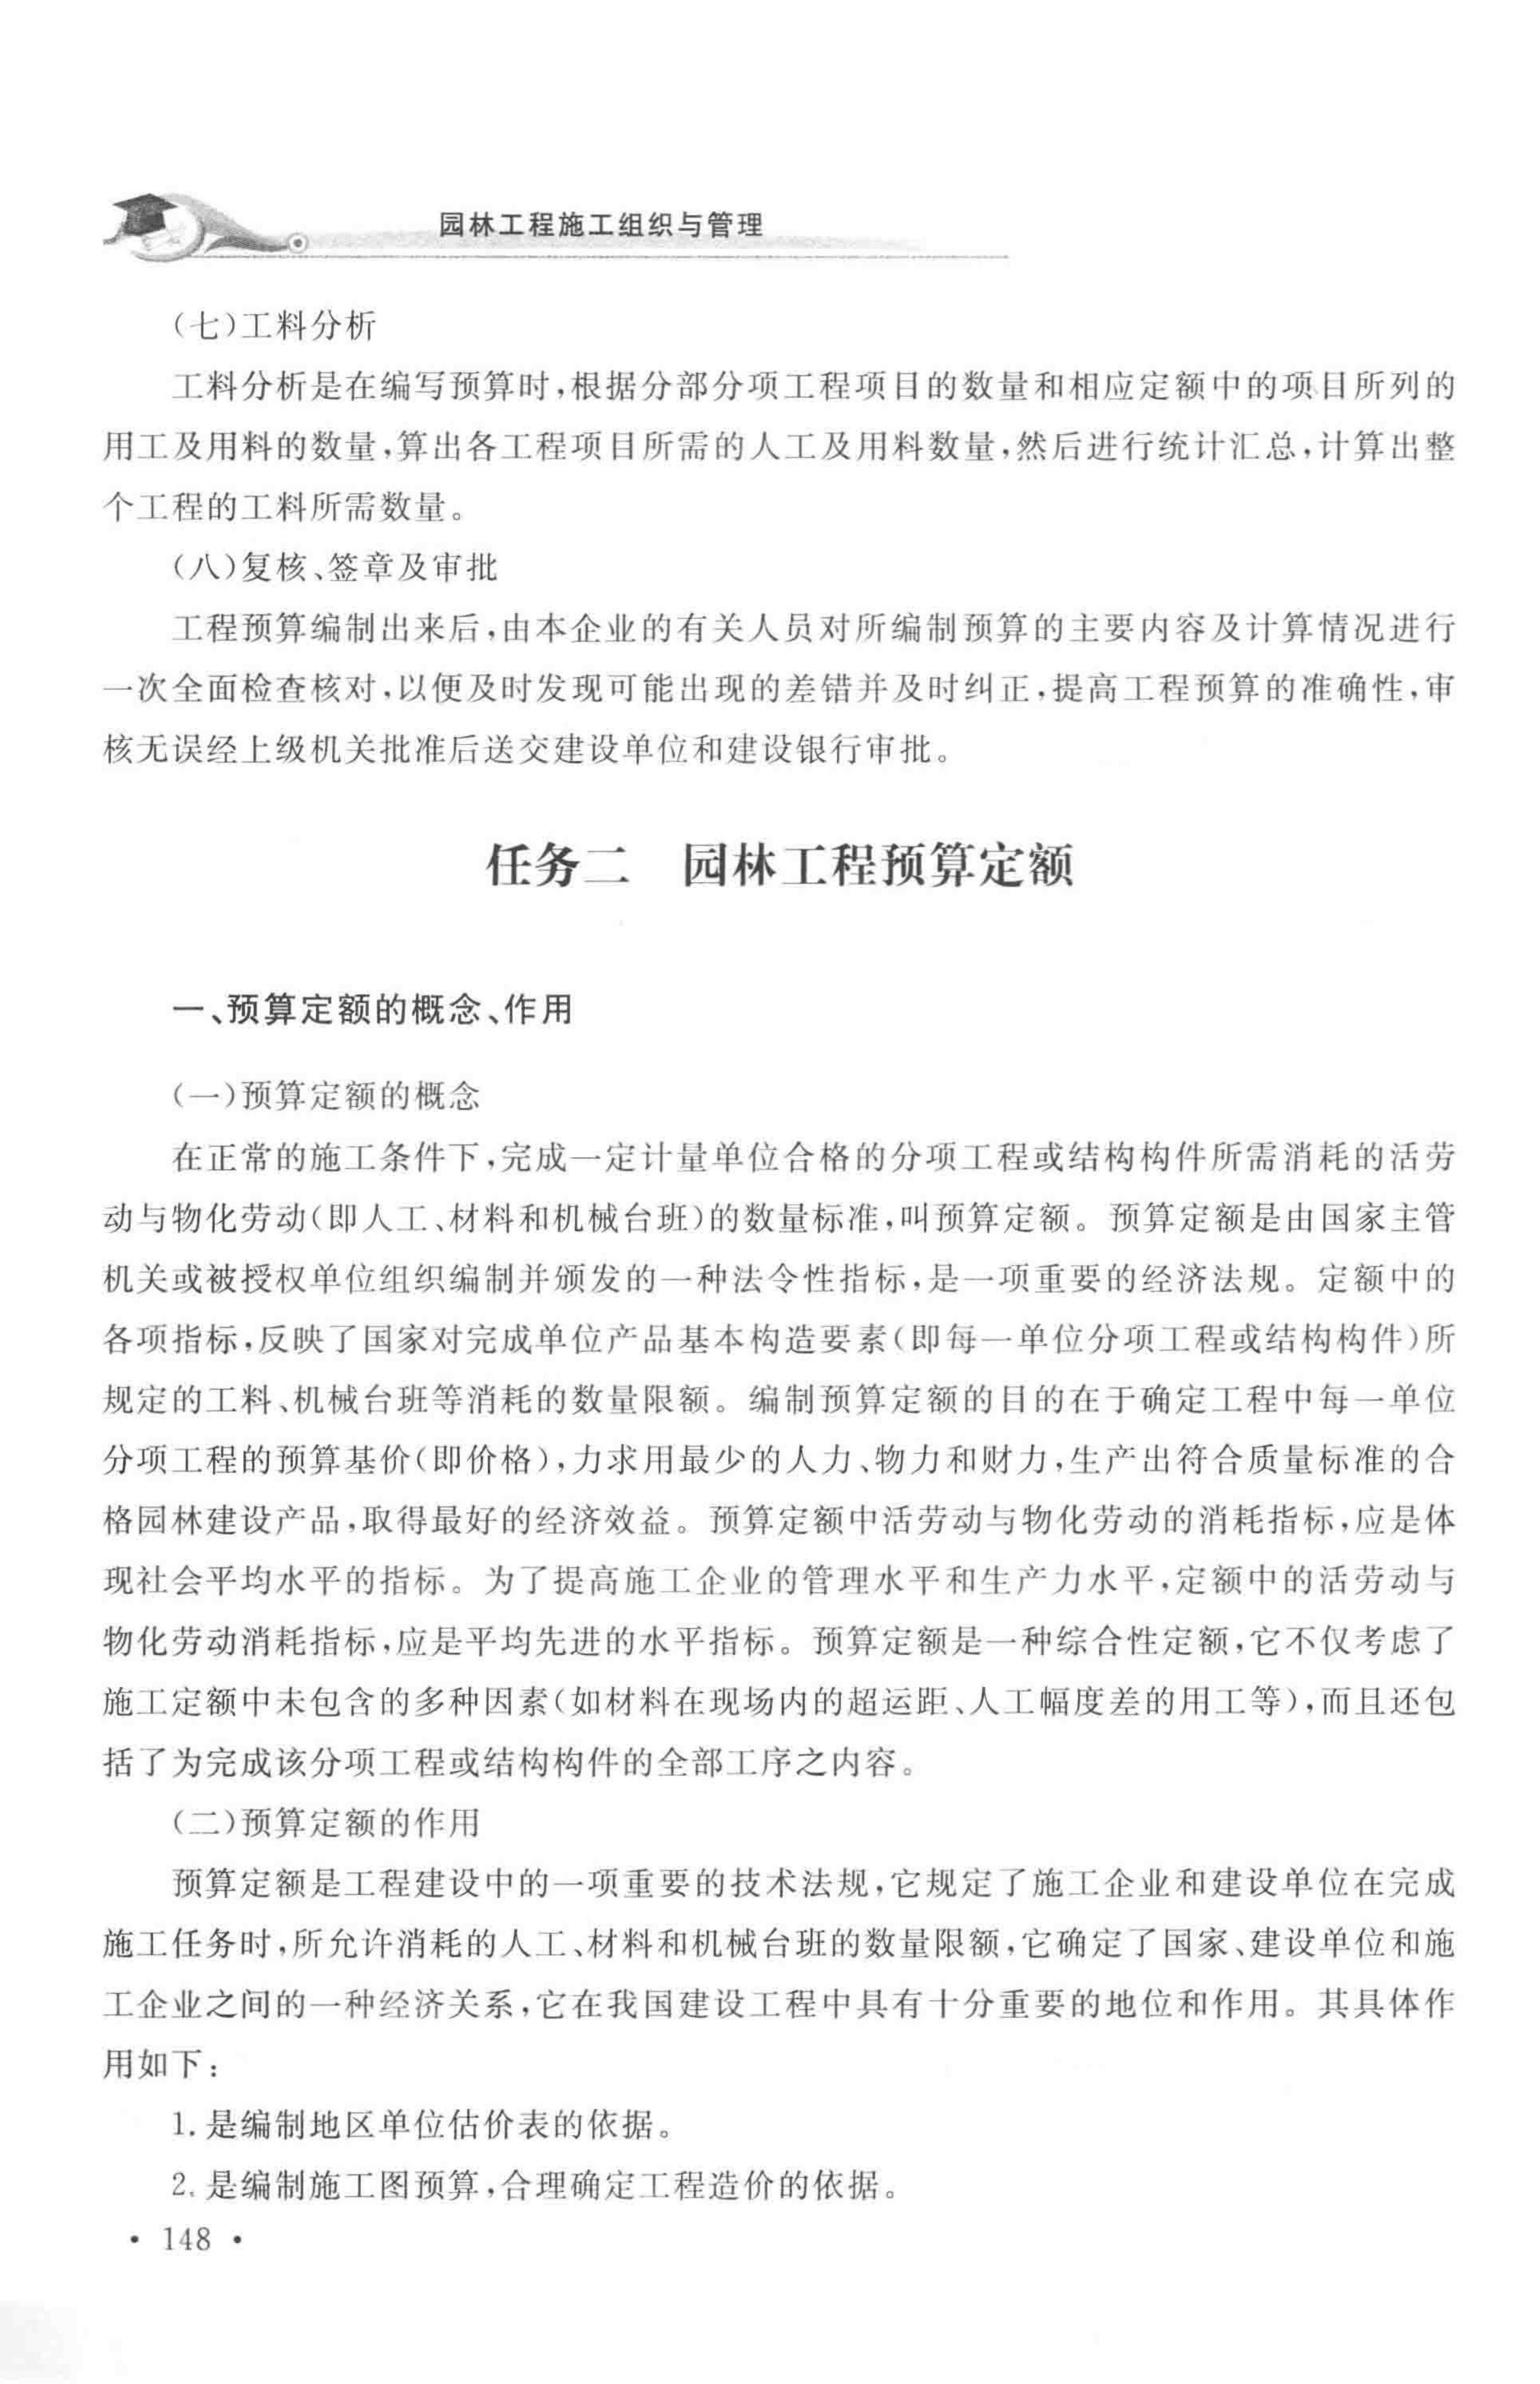 园林工程施工组织与管理
(七)工料分析
工料分析是在编写预算时,根据分部分项工程项目的数量和相应定额中的项目所列的
用工及用料的数量,算出各工程项目所需的人工及用料数量,然后进行统计汇总,计算出整
个工程的工料所需数量。
(八)复核、签章及审批
工程预算编制出来后,由本企业的有关人员对所编制预算的主要内容及计算情况进行
一次全面检查核对,以便及时发现可能出现的差错并及时纠正,提高工程预算的准确性,审
核无误经上级机关批准后送交建设单位和建设银行审批。
任务二 园林工程预算定额
一、预算定额的概念、作用
(一)预算定额的概念
在正常的施工条件下,完成一定计量单位合格的分项工程或结构构件所需消耗的活劳
动与物化劳动(即人工、材料和机械台班)的数量标准,叫预算定额。预算定额是由国家主管
机关或被授权单位组织编制并颁发的一种法令性指标,是一项重要的经济法规。定额中的
各项指标,反映了国家对完成单位产品基本构造要素(即每一单位分项工程或结构构件)所
规定的工料、机械台班等消耗的数量限额。编制预算定额的目的在于确定工程中每一单位
分项工程的预算基价(即价格),力求用最少的人力、物力和财力,生产出符合质量标准的合
格园林建设产品,取得最好的经济效益。预算定额中活劳动与物化劳动的消耗指标,应是体
现社会平均水平的指标。为了提高施工企业的管理水平和生产力水平,定额中的活劳动与
物化劳动消耗指标,应是平均先进的水平指标。预算定额是一种综合性定额,它不仅考虑了
施工定额中未包含的多种因素(如材料在现场内的超运距、人工幅度差的用工等),而且还包
括了为完成该分项工程或结构构件的全部工序之内容。
(二)预算定额的作用
预算定额是工程建设中的一项重要的技术法规,它规定了施工企业和建设单位在完成
施工任务时,所允许消耗的人工、材料和机械台班的数量限额,它确定了国家、建设单位和施
工企业之间的一种经济关系,它在我国建设工程中具有十分重要的地位和作用。其具体作
用如下:
1. 是编制地区单位估价表的依据。
2. 是编制施工图预算,合理确定工程造价的依据。
· 148 ·